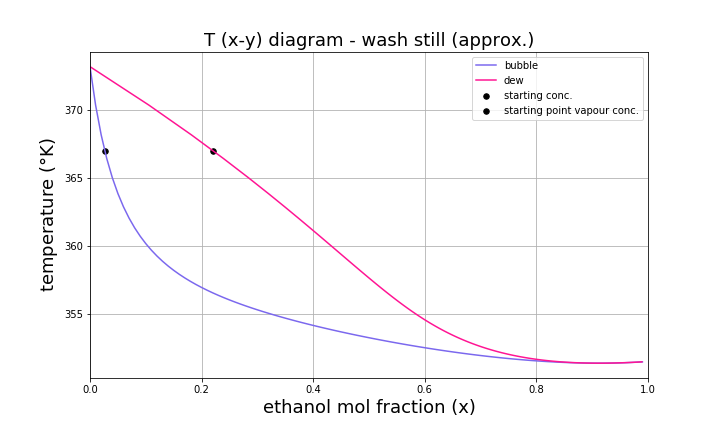 T (x-y) diagram - wash still (approx.)
bubble
dew
starting conc.
starting point vapour conc.
temperature (°K)
370
365
360
355
0.0 0.2 0.4 0.6 0.8 1.0
ethanol mol fraction (x)